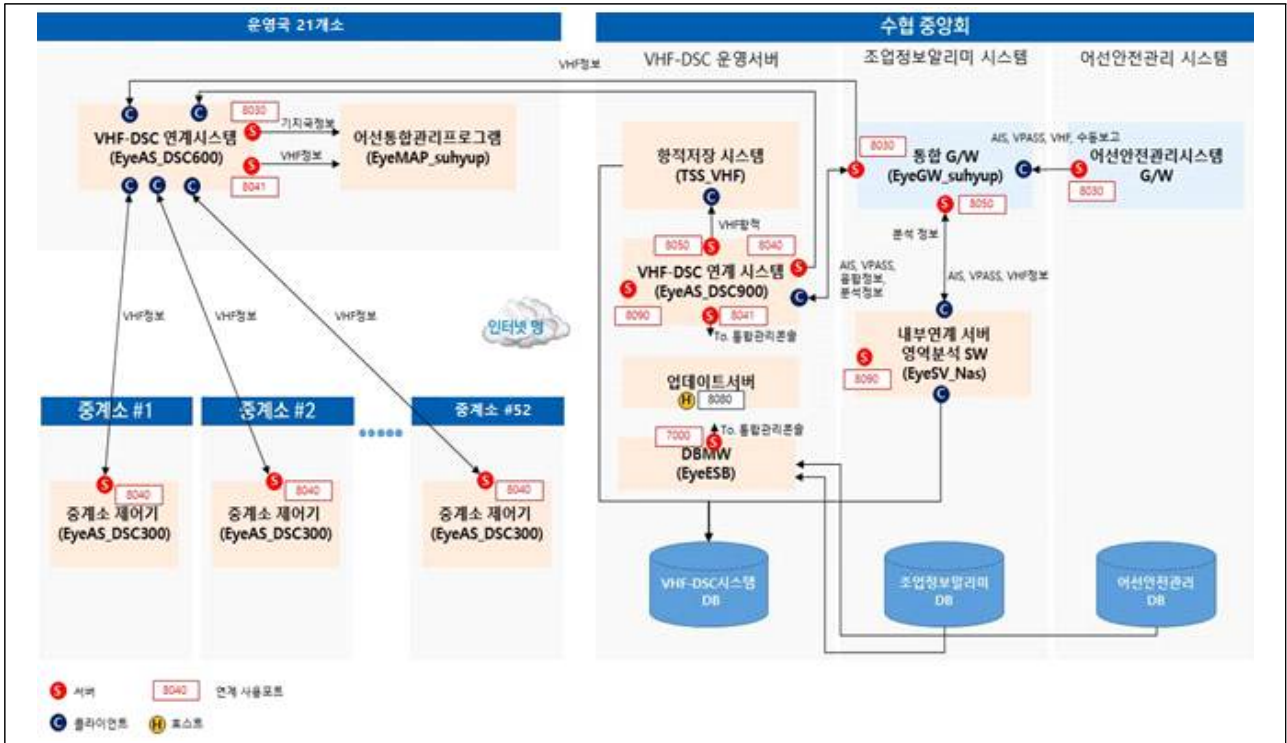 운영국 21개소
수협 중앙회
VHF정보
VHF-DSC 운영서버
조업정보알리미 시스템
어선안전관리 시스템
C
C
8030
기지국정보
S
VHF-DSC 연계시스템
(EyeAS_DSC600)
어선통합관리프로그램
(EyeMAP_suhyup)
S
VHF정보
8041
C
C
C
항적저장 시스템
(TSS_VHF)
C
VHF항적
8030
S
통합 G/W
(EyeGW_suhyup)
C
S
8050
AIS, VPASS, VHF, 수동보고
어선안전관리시스템
G/W
S
8030
8050
S
8040
S
VHF-DSC 연계 시스템
(EyeAS_DSC900)
S
8090
C
S
8041
To. 통합관리콘솔
AIS, VPASS,
융합정보,
분석정보
분석 정보
AIS, VPASS, VHF정보
C
내부연계 서버
영역분석 SW
(EyeSV_Nas)
S
8090
C
VHF정보
VHF정보
VHF정보
인터넷 망
업데이트서버
H
8080
7000
S
To. 통합관리콘솔
DBMW
(EyeESB)
중계소 #1
중계소 #2
중계소 #52
S
8040
중계소 제어기
(EyeAS_DSC300)
S
8040
중계소 제어기
(EyeAS_DSC300)
S
8040
중계소 제어기
(EyeAS_DSC300)
VHF-DSC시스템
DB
조업정보알리미
DB
어선안전관리
DB
S 서버
8040 연계 사용포트
C 클라이언트
H 호스트